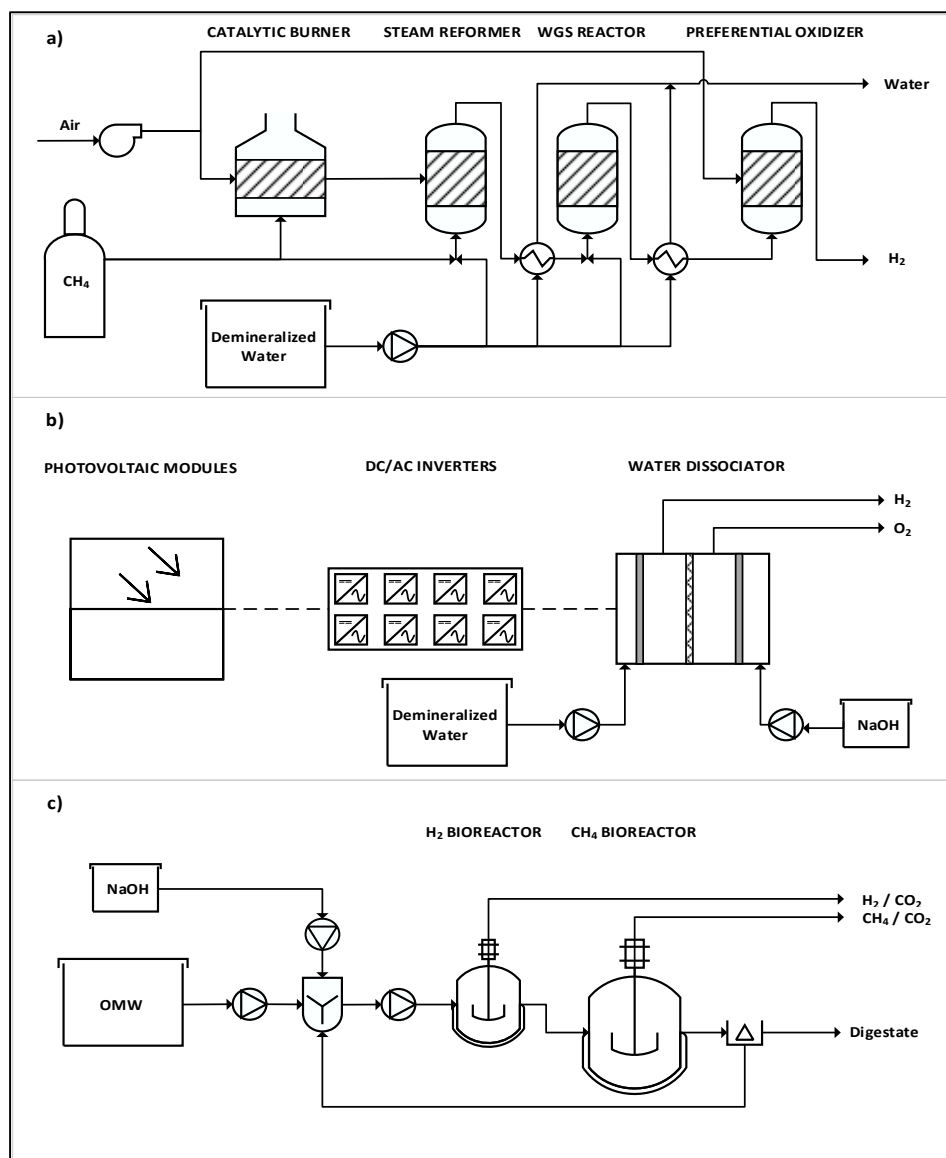 a)
CATALYTIC BURNER STEAM REFORMER WGS REACTOR PREFERENTIAL OXIDIZER
Water
Air
CH₄
H₂
Demineralized
Water
b)
PHOTOVOLTAIC MODULES DC/AC INVERTERS WATER DISSOCIATOR
H₂
O₂
Demineralized
Water
NaOH
c)
H₂ BIOREACTOR CH₄ BIOREACTOR
NaOH
H₂ / CO₂
CH₄ / CO₂
OMW
Digestate